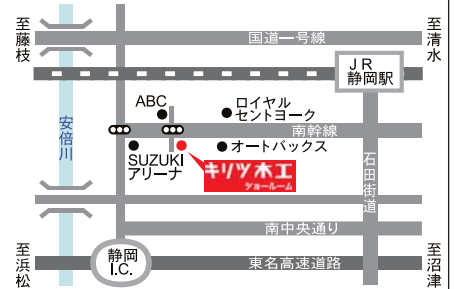 至藤枝
国道一号線
至清水
JR
静岡駅
ABC
ロイヤル
セントヨーク
南幹線
安倍川
SUZUKI
アリーナ
オートバックス
キリツ木工
ショールーム
石田街道
南中央通り
至浜松
静岡
I.C.
東名高速道路
至沼津